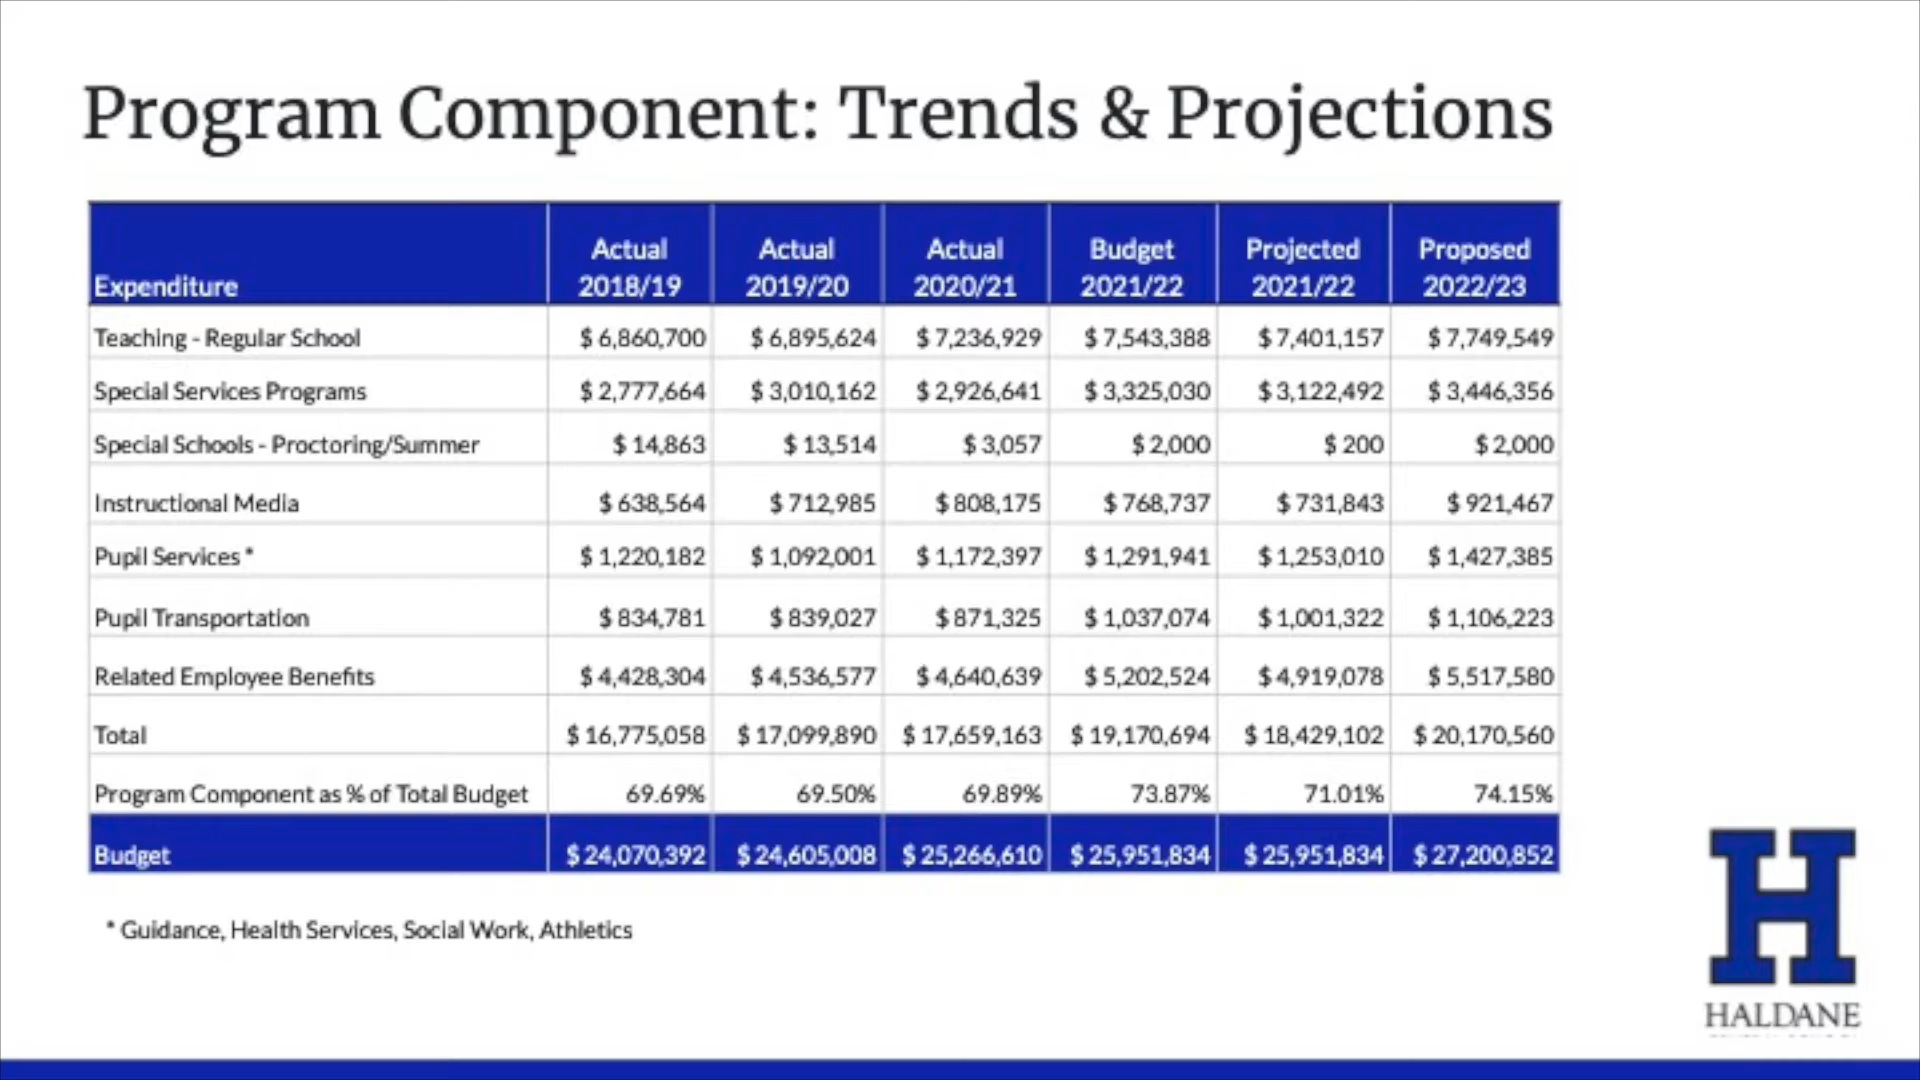 Program Component: Trends & Projections
Expenditure Actual 2018/19 Actual 2019/20 Actual 2020/21 Budget 2021/22 Projected 2021/22 Proposed 2022/23
Teaching - Regular School $ 6,860,700 $ 6,895,624 $ 7,236,929 $ 7,543,388 $ 7,401,157 $ 7,749,549
Special Services Programs $ 2,777,664 $ 3,010,162 $ 2,926,641 $ 3,325,030 $ 3,122,492 $ 3,446,356
Special Schools - Proctoring/Summer $ 14,863 $ 13,514 $ 3,057 $ 2,000 $ 200 $ 2,000
Instructional Media $ 638,564 $ 712,985 $ 808,175 $ 768,737 $ 731,843 $ 921,467
Pupil Services * $ 1,220,182 $ 1,092,001 $ 1,172,397 $ 1,291,941 $ 1,253,010 $ 1,427,385
Pupil Transportation $ 834,781 $ 839,027 $ 871,325 $ 1,037,074 $ 1,001,322 $ 1,106,223
Related Employee Benefits $ 4,428,304 $ 4,536,577 $ 4,640,639 $ 5,202,524 $ 4,919,078 $ 5,517,580
Total $ 16,775,058 $ 17,099,890 $ 17,659,163 $ 19,170,694 $ 18,429,102 $ 20,170,560
Program Component as % of Total Budget 69.69% 69.50% 69.89% 73.87% 71.01% 74.15%
Budget $ 24,070,392 $ 24,605,008 $ 25,266,610 $ 25,951,834 $ 25,951,834 $ 27,200,852
* Guidance, Health Services, Social Work, Athletics
H
HALDANE